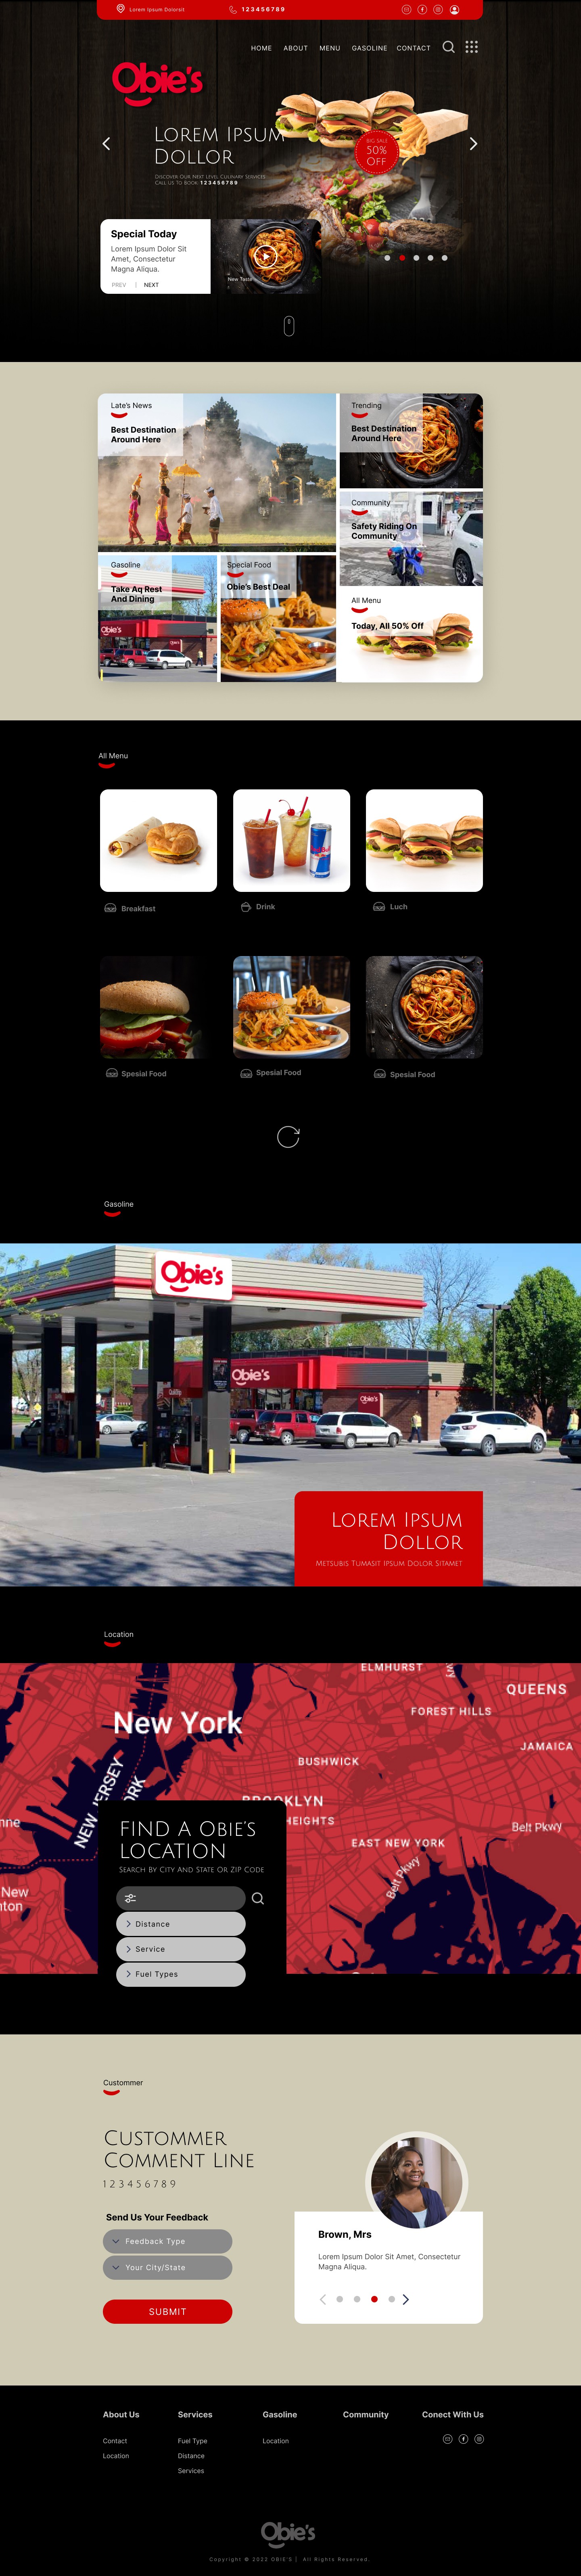 Lorem Ipsum Dolorsit
123456789
HOME ABOUT MENU GASOLINE CONTACT
Obie's
Lorem Ipsum
Dollor
Discover Our Next Level Culinary Services
Call Us To Book: 123456789
BIG SALE
50%
Off
Special Today
Lorem Ipsum Dolor Sit
Amet, Consectetur
Magna Aliqua.
PREV | NEXT
New Taste
Late's News
Best Destination
Around Here
Trending
Best Destination
Around Here
Community
Safety Riding On
Community
Gasoline
Take Aq Rest
And Dining
Obie's
Special Food
Obie's Best Deal
All Menu
Today, All 50% Off
All Menu
Red Bull
Breakfast
Drink
Luch
Spesial Food
Spesial Food
Spesial Food
Gasoline
Obie's
Obie's
Obie's
Lorem Ipsum
Dollor
Metsubis Tumasit Ipsum Dolor Sitamet
Location
ELMHURST
QUEENS
New York
FOREST HILLS
JAMAICA
BUSHWICK
NEW JERSEY
YORK
BROOKLYN
HEIGHTS
Belt Pkwy
EAST NEW YORK
Belt Pkwy
New
FIND A Obie's
LOCATION
Search By City And State Or ZIP Code
Distance
Service
Fuel Types
Custommer
Custommer
Comment Line
123456789
Send Us Your Feedback
Feedback Type
Your City/State
SUBMIT
Brown, Mrs
Lorem Ipsum Dolor Sit Amet, Consectetur
Magna Aliqua.
About Us
Contact
Location
Services
Fuel Type
Distance
Services
Gasoline
Location
Community
Conect With Us
Obie's
Copyright © 2022 OBIE'S | All Rights Reserved.